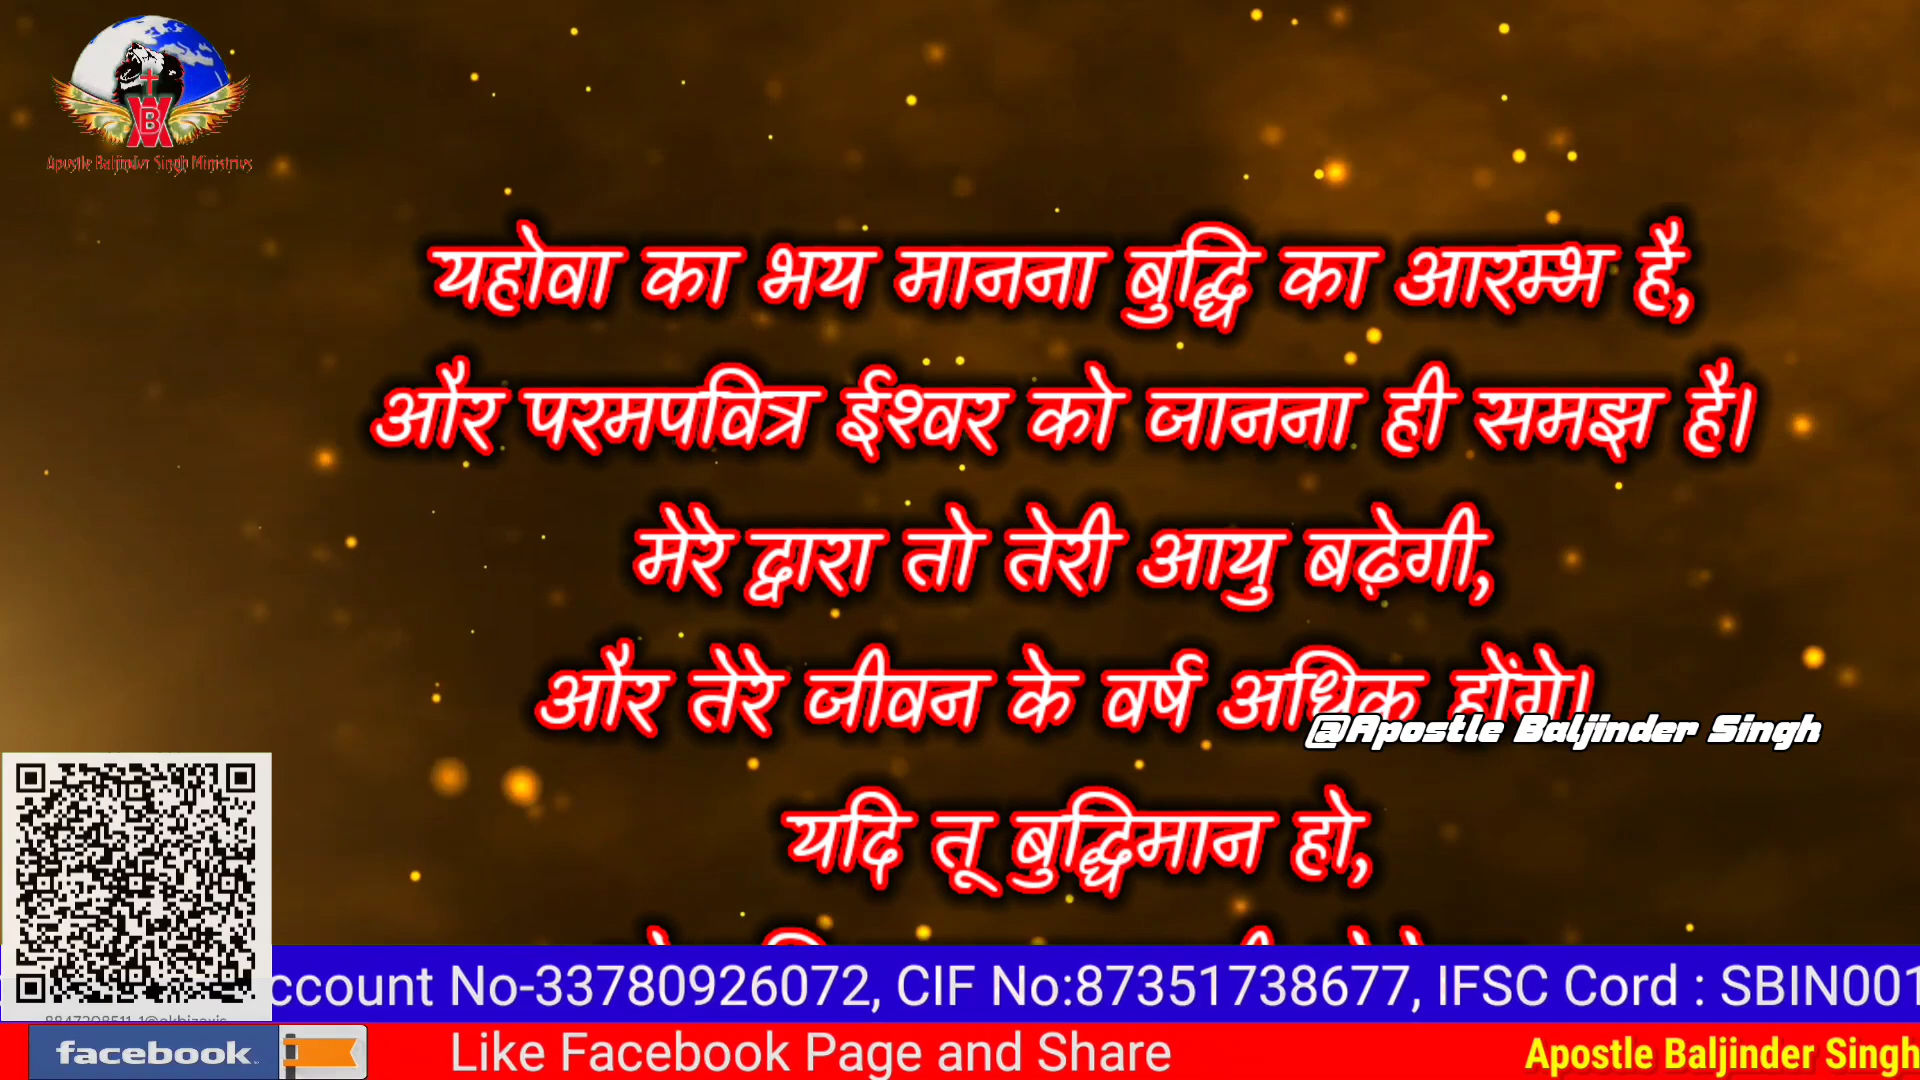 Apostle Baljinder Singh Ministries
यहोवा का भय मानना बुद्धि का आरम्भ है,
और परमपवित्र ईश्वर को जानना ही समझ है।
मेरे द्वारा तो तेरी आयु बढ़ेगी,
और तेरे जीवन के वर्ष अधिक होंगे।
@Apostle Baljinder Singh
यदि तू बुद्धिमान हो,
ccount No-33780926072, CIF No:87351738677, IFSC Cord : SBIN001
facebook
Like Facebook Page and Share
Apostle Baljinder Singh